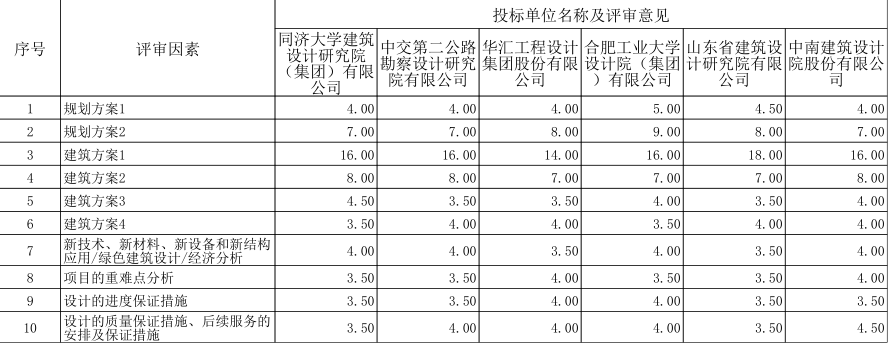 投标单位名称及评审意见
序号 评审因素 同济大学建筑设计研究院（集团）有限公司 中交第二公路勘察设计研究院有限公司 华汇工程设计集团股份有限公司 合肥工业大学设计院（集团）有限公司 山东省建筑设计研究院有限公司 中南建筑设计院股份有限公司
1 规划方案1 4.00 4.00 4.00 5.00 4.50 4.00
2 规划方案2 7.00 7.00 8.00 9.00 8.00 7.00
3 建筑方案1 16.00 16.00 14.00 16.00 18.00 16.00
4 建筑方案2 8.00 8.00 7.00 7.00 7.00 8.00
5 建筑方案3 4.50 3.50 3.50 4.00 3.50 4.00
6 建筑方案4 3.50 4.00 4.00 3.50 4.00 4.00
7 新技术、新材料、新设备和新结构应用/绿色建筑设计/经济分析 4.00 4.00 3.50 4.00 3.50 4.00
8 项目的重难点分析 3.50 3.50 4.00 3.50 3.50 4.00
9 设计的进度保证措施 3.50 3.50 4.00 4.00 3.50 3.50
10 设计的质量保证措施、后续服务的安排及保证措施 3.50 4.00 4.00 4.00 3.50 4.50